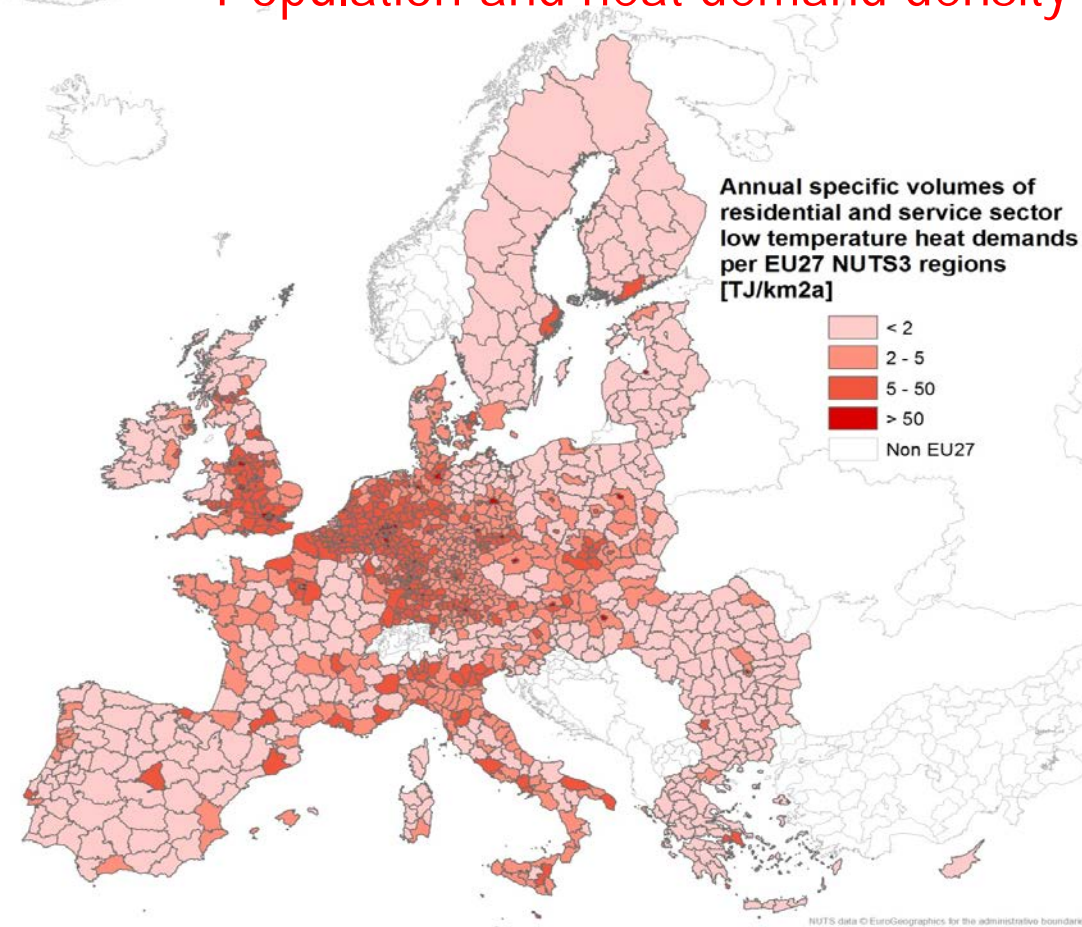 Population and heat demand density
Annual specific volumes of
residential and service sector
low temperature heat demands
per EU27 NUTS3 regions
[TJ/km2a]
< 2
2 - 5
5 - 50
> 50
Non EU27
NUTS data © EuroGeographics for the administrative